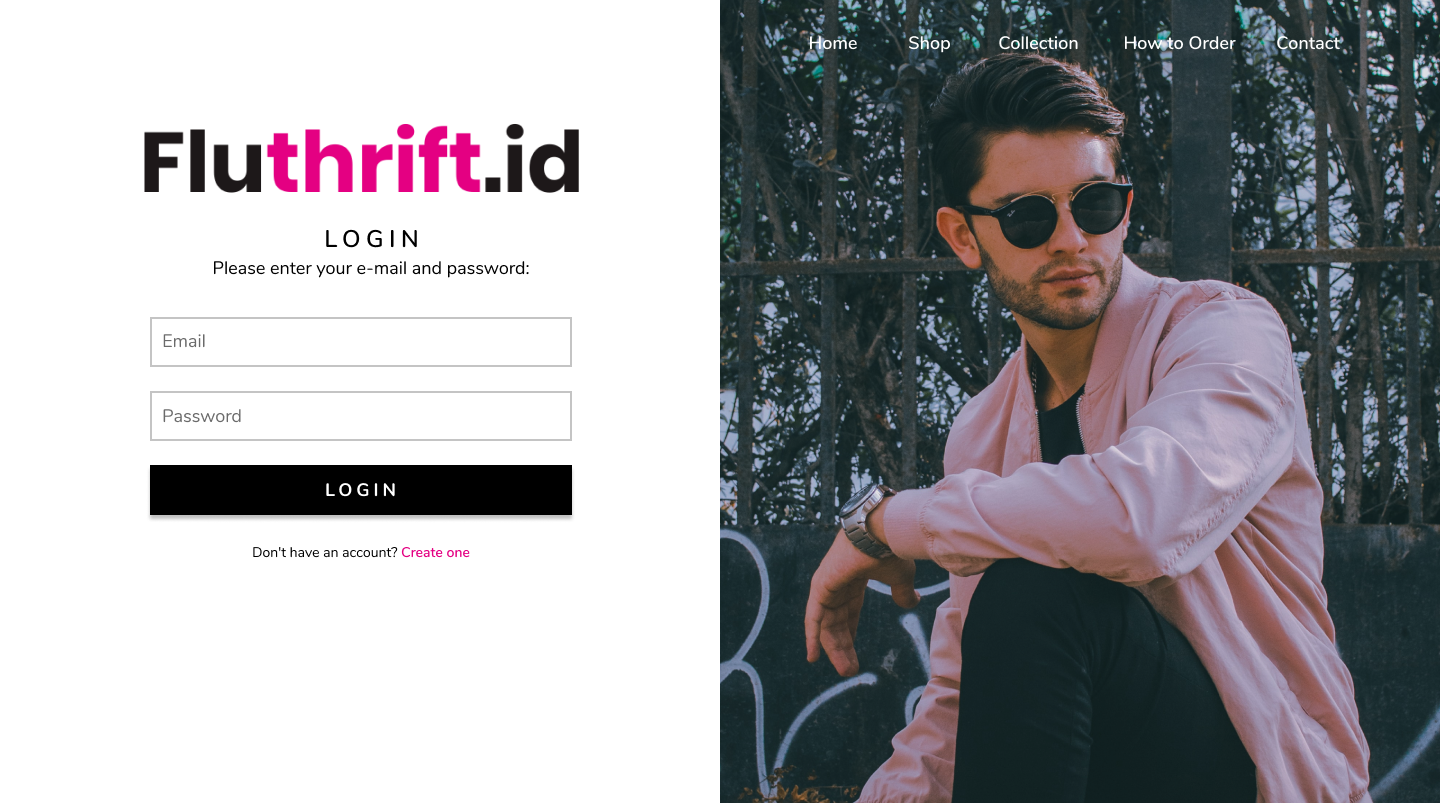 Home Shop Collection How to Order Contact
Fluthrift.id
LOGIN
Please enter your e-mail and password:
Email
Password
LOGIN
Don't have an account? Create one